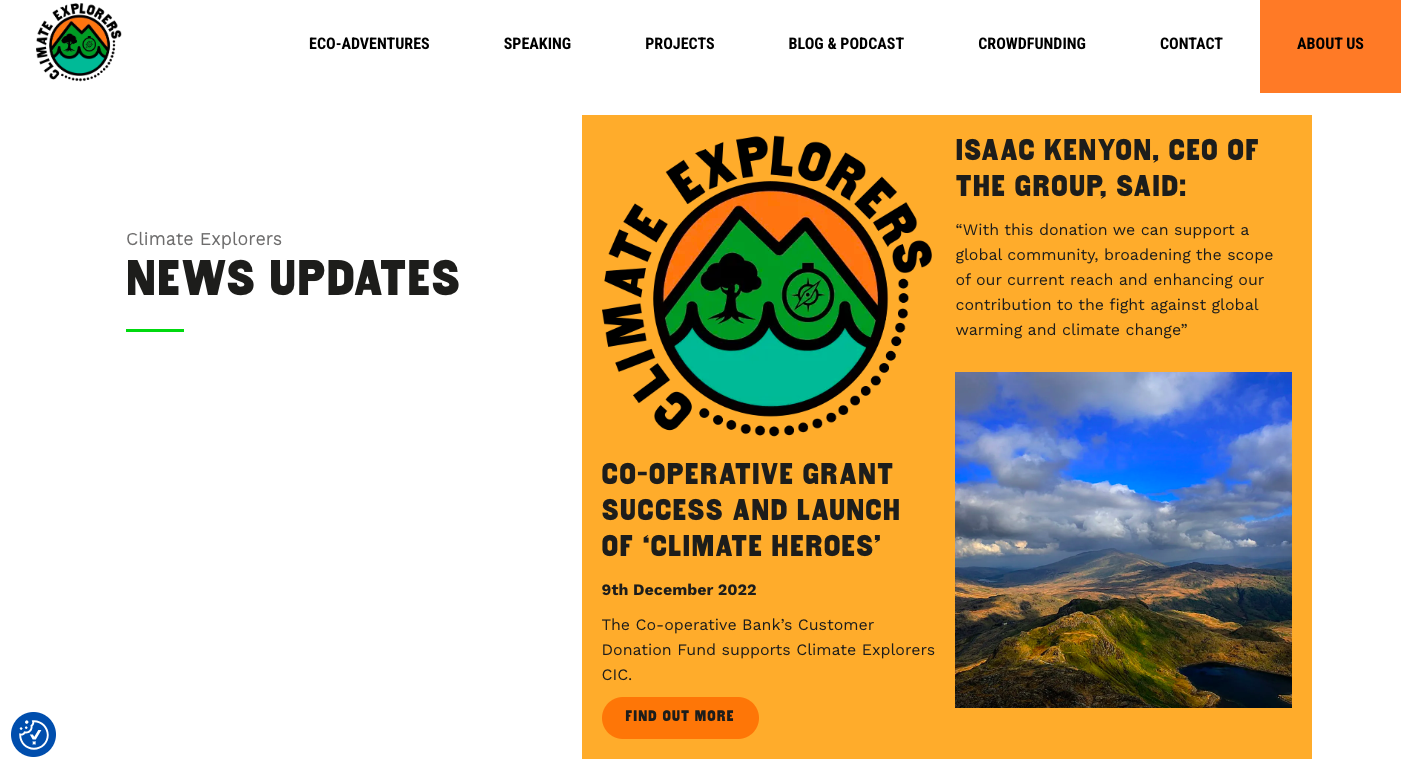 CLIMATE EXPLORERS
ECO-ADVENTURES
SPEAKING
PROJECTS
BLOG & PODCAST
CROWDFUNDING
CONTACT
ABOUT US
Climate Explorers
NEWS UPDATES
CLIMATE EXPLORERS
CO-OPERATIVE GRANT
SUCCESS AND LAUNCH
OF ‘CLIMATE HEROES’
9th December 2022
The Co-operative Bank’s Customer
Donation Fund supports Climate Explorers
CIC.
FIND OUT MORE
ISAAC KENYON, CEO OF
THE GROUP, SAID:
“With this donation we can support a
global community, broadening the scope
of our current reach and enhancing our
contribution to the fight against global
warming and climate change”